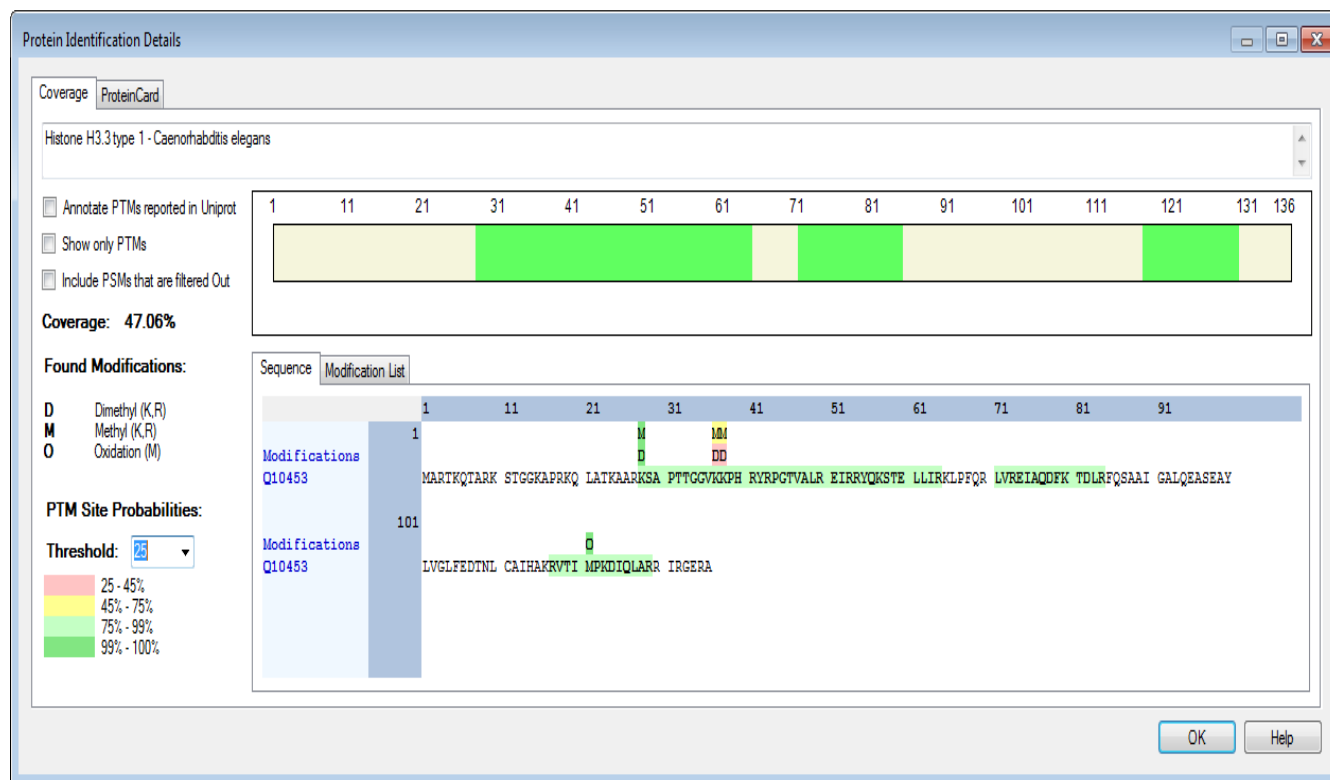 Protein Identification Details
Coverage ProteinCard
Histone H3.3 type 1 - Caenorhabditis elegans
Annotate PTMs reported in Uniprot
Show only PTMs
Include PSMs that are filtered Out
Coverage: 47.06%
1 11 21 31 41 51 61 71 81 91 101 111 121 131 136
Found Modifications:
D Dimethyl (K,R)
M Methyl (K,R)
O Oxidation (M)
PTM Site Probabilities:
Threshold: 25
25 - 45%
45% - 75%
75% - 99%
99% - 100%
Sequence Modification List
1 11 21 31 41 51 61 71 81 91
1 M MM
Modifications D DD
Q10453 MARTKQTARK STGGKAPRKQ LATKAARKSA PTTGGVKKPH RYRPGTVALR EIRRYQKSTE LLIRKLPFQR LVREIAQDFK TDLRFQSAAI GALQEASEAY
101
Modifications O
Q10453 LVGLFEDTNL CAIHAKRVTI MPKDIQLARR IRGERA
OK Help